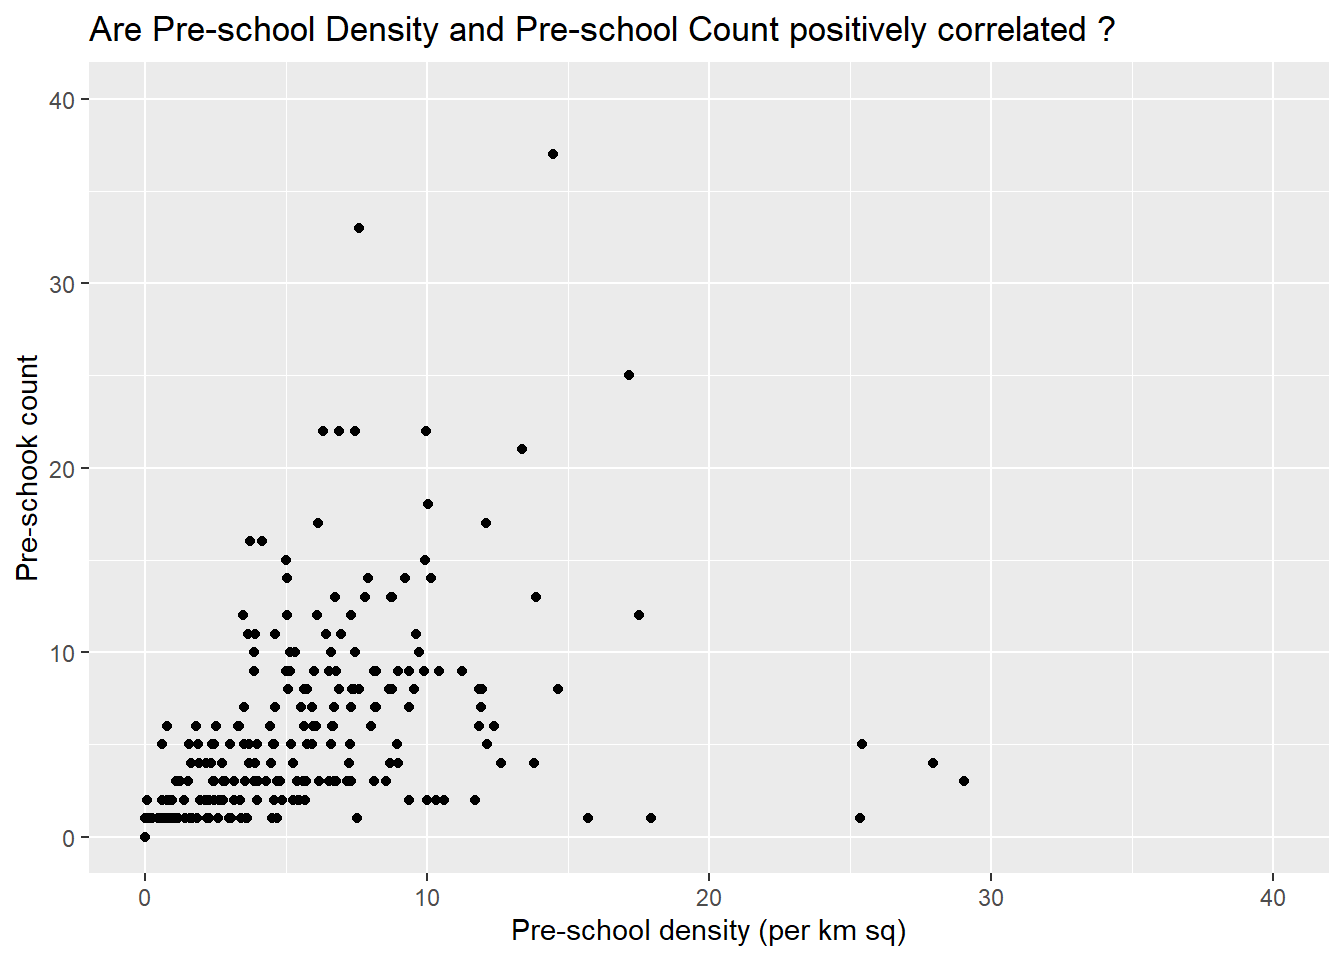 Are Pre-school Density and Pre-school Count positively correlated ?
40
30
20
10
0
Pre-schook count
0 10 20 30 40
Pre-school density (per km sq)